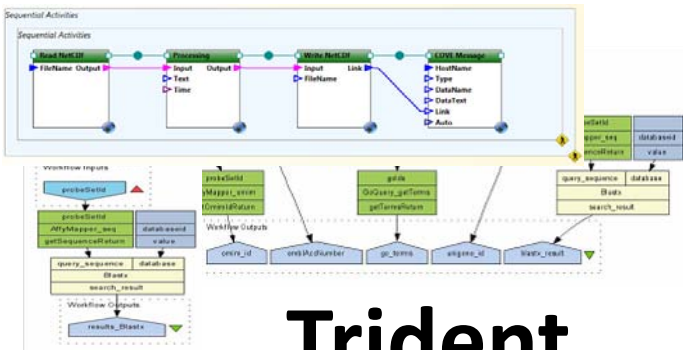 Sequential Activities
Sequential Activities
Read NetCDF
FileName Output
Processing
Input Output
Text
Time
Write NetCDF
Input Link
FileName
COVE Message
HostName
Type
DataName
DataText
Link
Auto
databaseid
value
query_sequence database
Blastx
search_result
Workflow Inputs
probeSetId
probeSetId
AffyMapper_seq
getSequenceReturn
databaseid
value
query_sequence database
Blastx
search_result
Workflow Outputs
results_Blastx
probeSetId
goIds
GoQuery_getTerms
getTermsReturn
Workflow Outputs
omim_id
go_terms
unigene_id
blastx_result
Trident